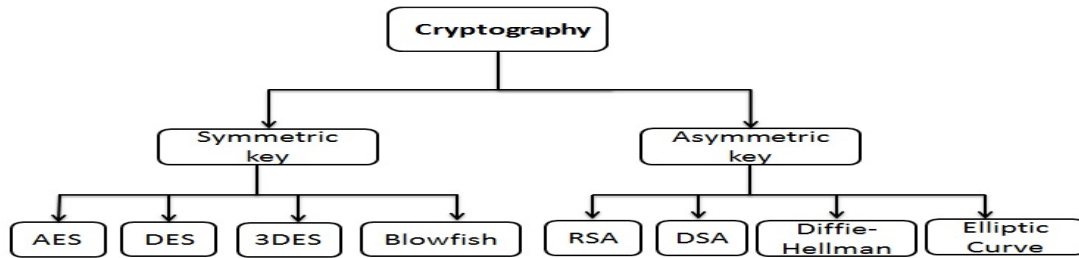 Cryptography
Symmetric
key
Asymmetric
key
AES
DES
3DES
Blowfish
RSA
DSA
Diffie-
Hellman
Elliptic
Curve